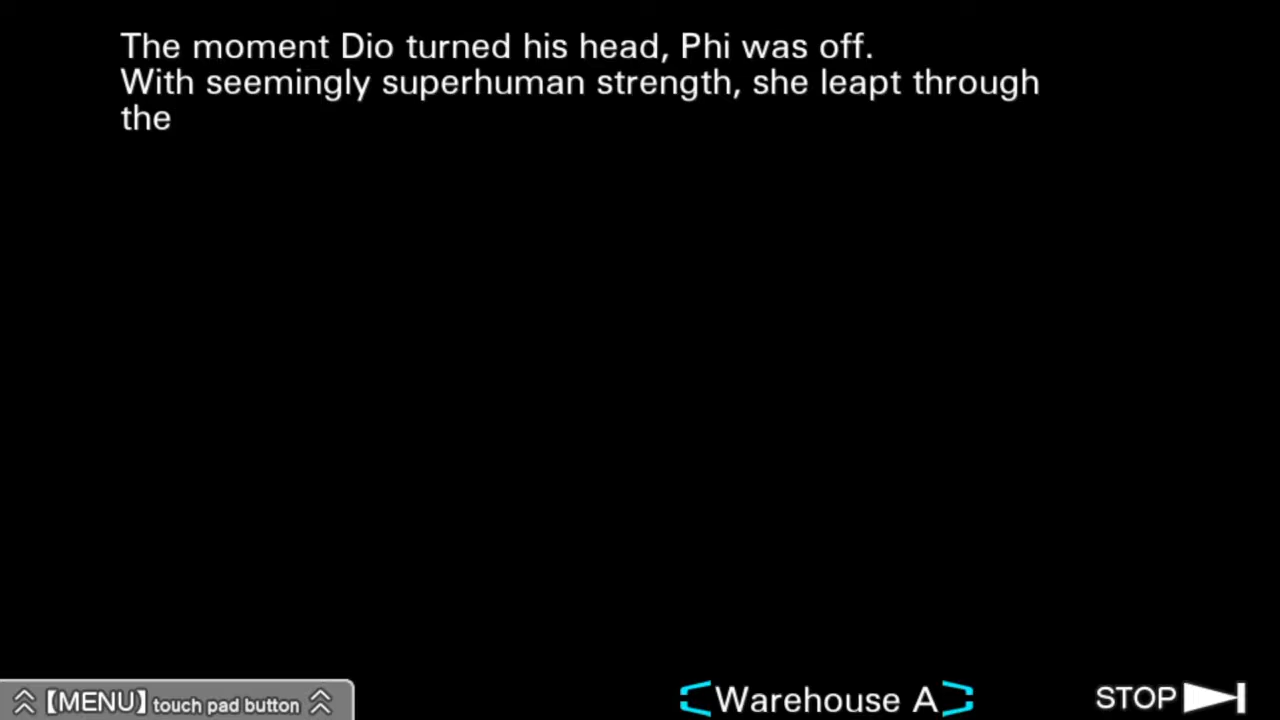 The moment Dio turned his head, Phi was off.
With seemingly superhuman strength, she leapt through
the
【MENU】touch pad button
Warehouse A
STOP